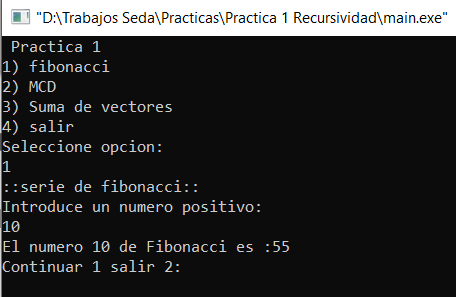 "D:\Trabajos Seda\Practicas\Practica 1 Recursividad\main.exe"
Practica 1
1) fibonacci
2) MCD
3) Suma de vectores
4) salir
Seleccione opcion:
1
::serie de fibonacci::
Introduce un numero positivo:
10
El numero 10 de Fibonacci es :55
Continuar 1 salir 2: